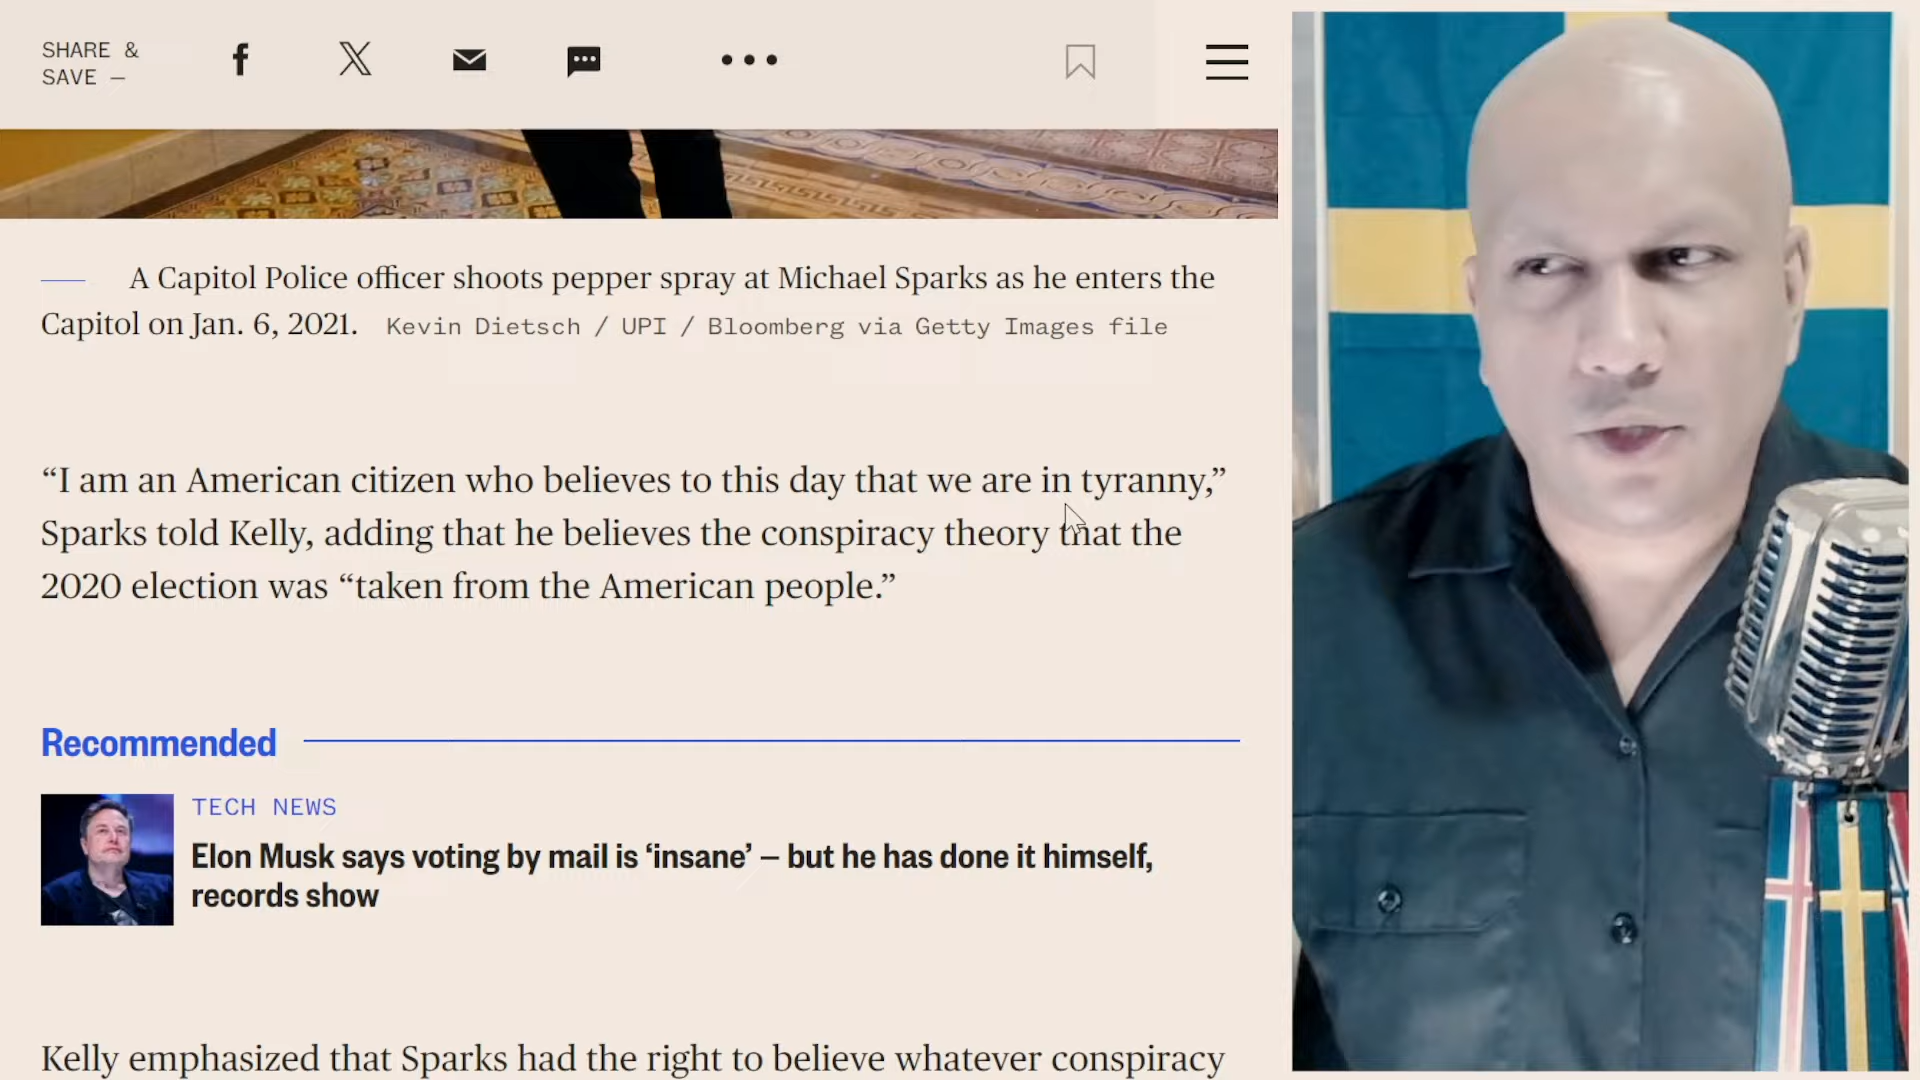 SHARE &
SAVE —
A Capitol Police officer shoots pepper spray at Michael Sparks as he enters the
Capitol on Jan. 6, 2021. Kevin Dietsch / UPI / Bloomberg via Getty Images file
“I am an American citizen who believes to this day that we are in tyranny,”
Sparks told Kelly, adding that he believes the conspiracy theory that the
2020 election was “taken from the American people.”
Recommended
TECH NEWS
Elon Musk says voting by mail is ‘insane’ — but he has done it himself,
records show
Kelly emphasized that Sparks had the right to believe whatever conspiracy